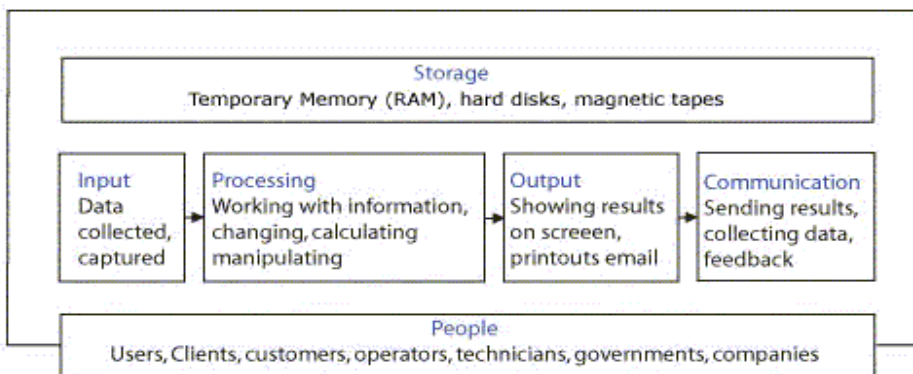 Storage
Temporary Memory (RAM), hard disks, magnetic tapes
Input
Data
collected,
captured
Processing
Working with information,
changing, calculating
manipulating
Output
Showing results
on screeen,
printouts email
Communication
Sending results,
collecting data,
feedback
People
Users, Clients, customers, operators, technicians, governments, companies